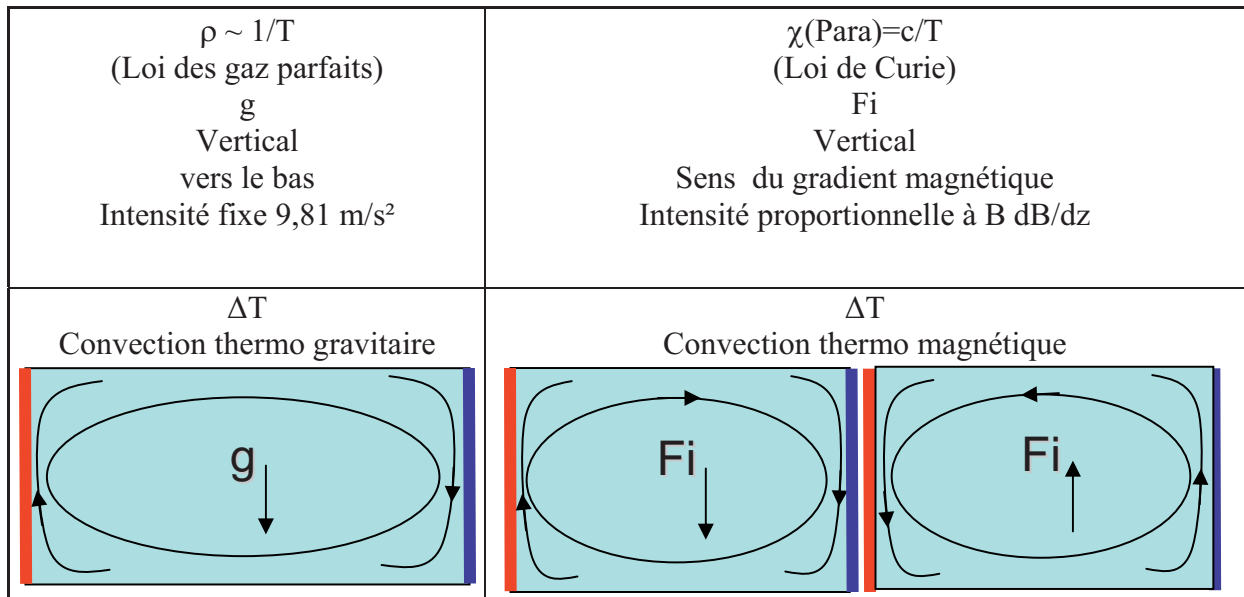 ρ ~ 1/T
(Loi des gaz parfaits)
g
Vertical
vers le bas
Intensité fixe 9,81 m/s²
χ(Para)=c/T
(Loi de Curie)
Fi
Vertical
Sens du gradient magnétique
Intensité proportionnelle à B dB/dz
ΔT
Convection thermo gravitaire
g
ΔT
Convection thermo magnétique
Fi
Fi